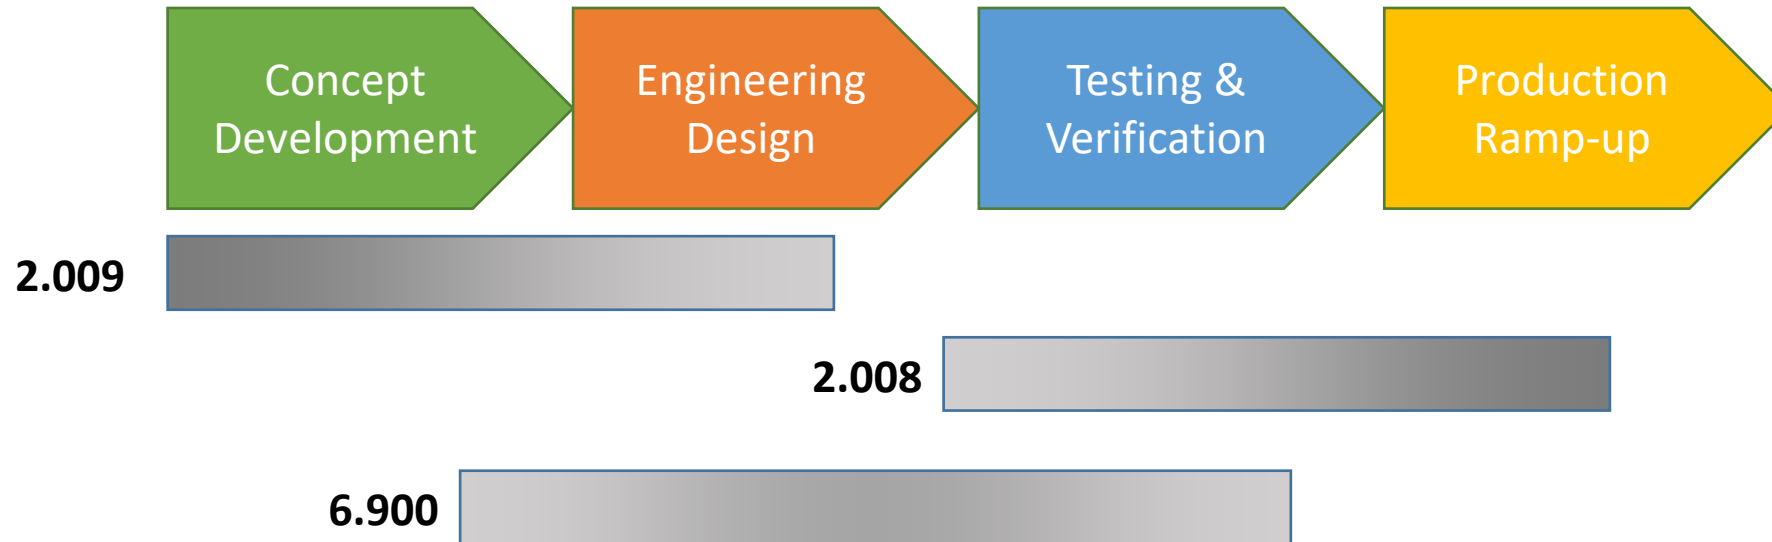 Concept
Development
Engineering
Design
Testing &
Verification
Production
Ramp-up
2.009
2.008
6.900